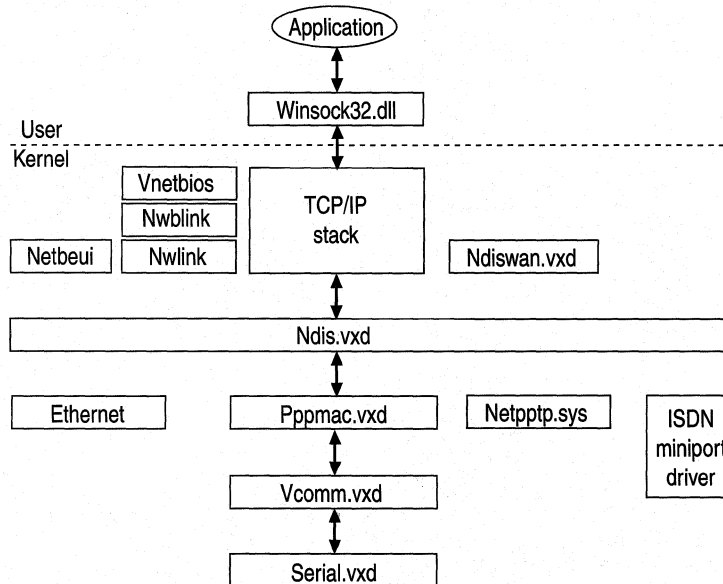 Application
Winsock32.dll
User
Kernel
Vnetbios
Nwblink
Netbeui
Nwlink
TCP/IP
stack
Ndiswan.vxd
Ndis.vxd
Ethernet
Pppmac.vxd
Netpptp.sys
ISDN
miniport
driver
Vcomm.vxd
Serial.vxd